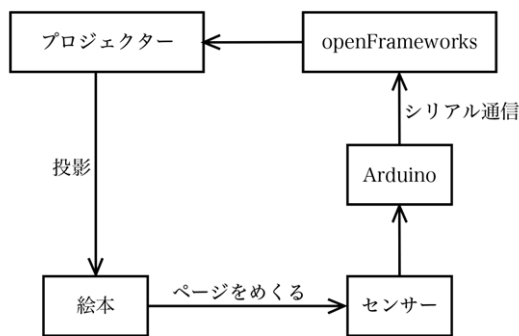 プロジェクター
openFrameworks
シリアル通信
投影
Arduino
ページをめくる
絵本
センサー